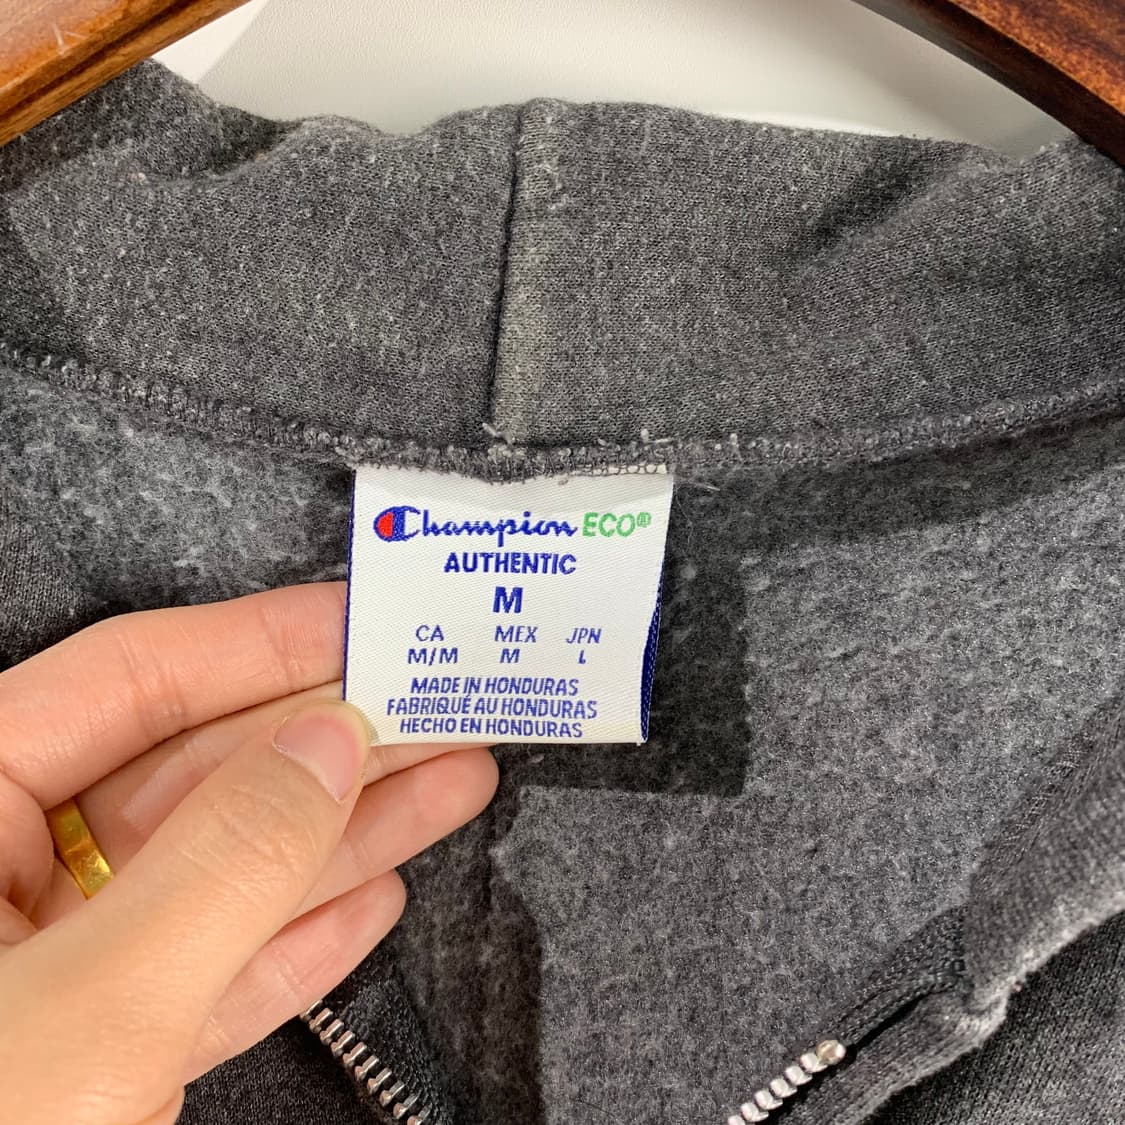 Champion ECO®
AUTHENTIC
M
CA MEX JPN
M/M M L
MADE IN HONDURAS
FABRIQUÉ AU HONDURAS
HECHO EN HONDURAS